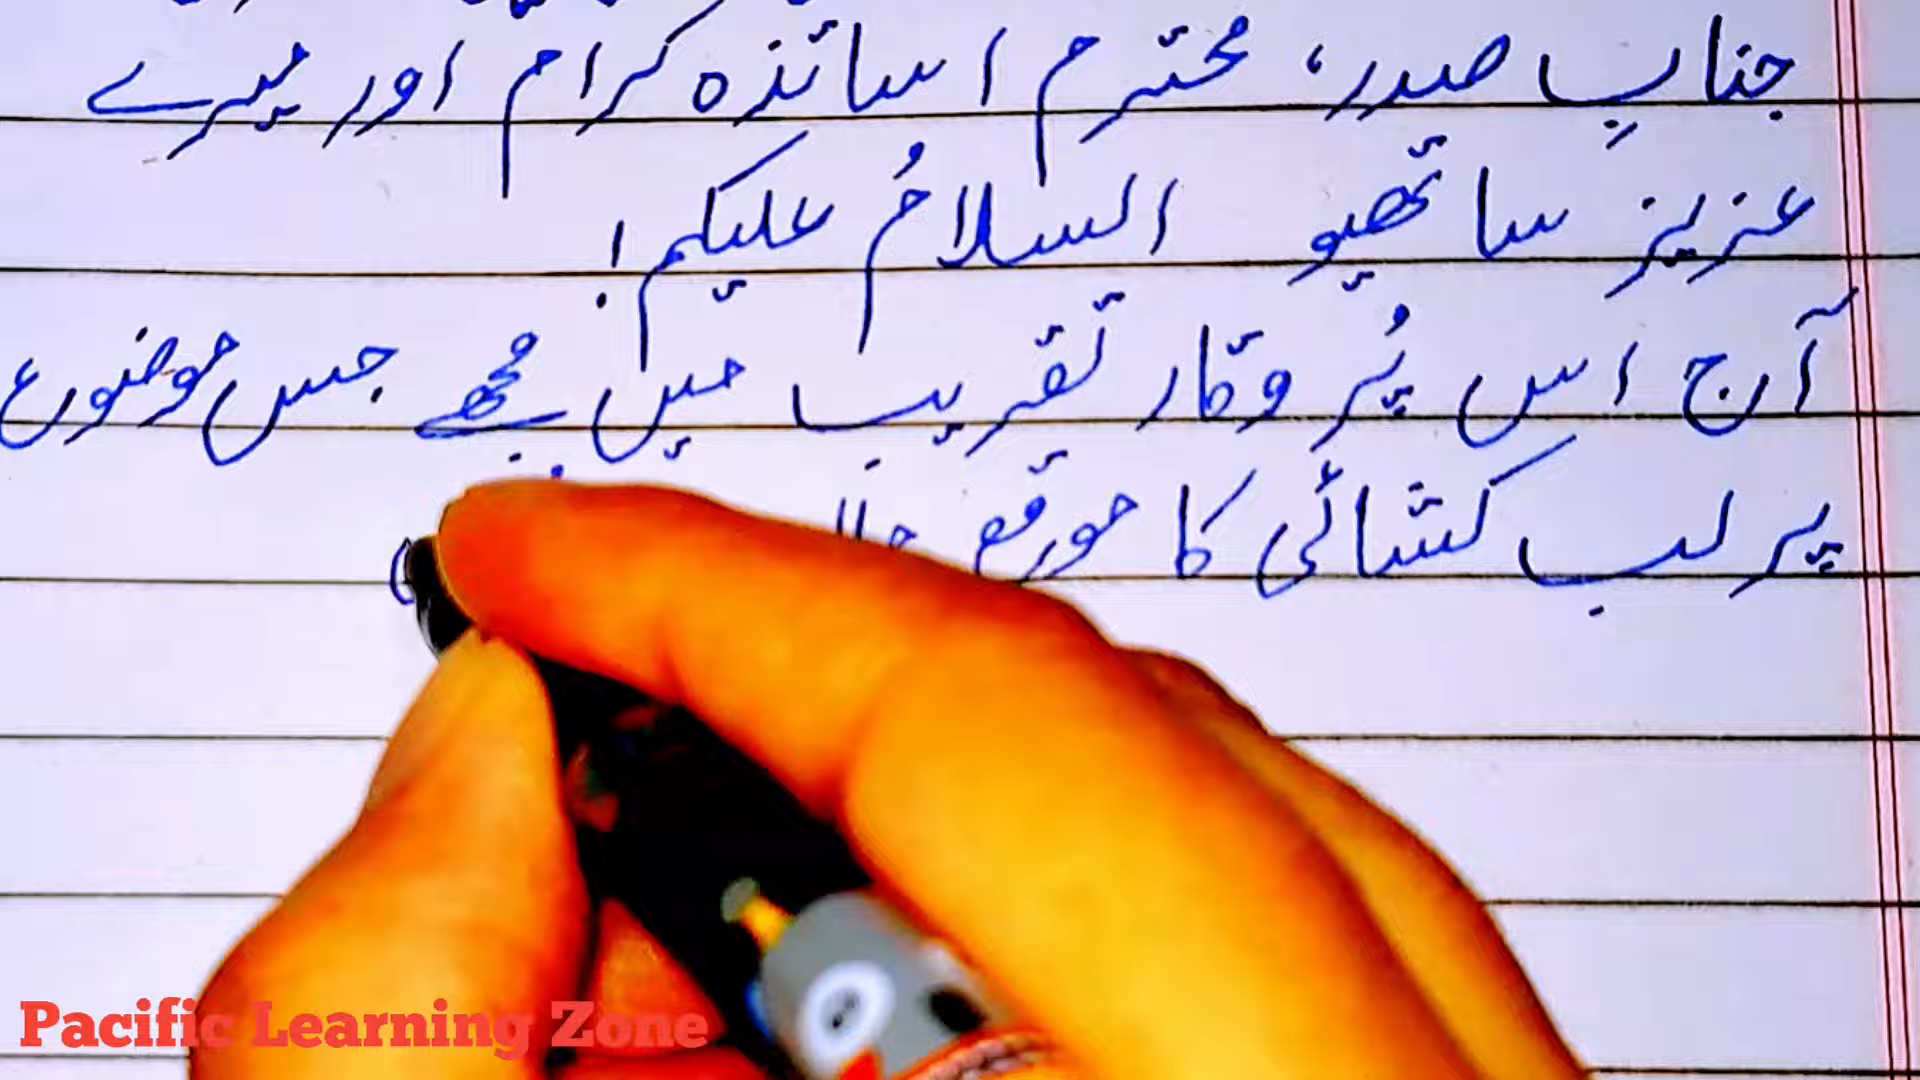 جنابِ صدر، محترم اساتذہ کرام اور میرے
عزیز ساتھیو السلامُ علیکم!
آج اس پُر وقار تقریب میں مجھے جس موضوع
پر لب کشائی کا موقع
Pacific Learning Zone